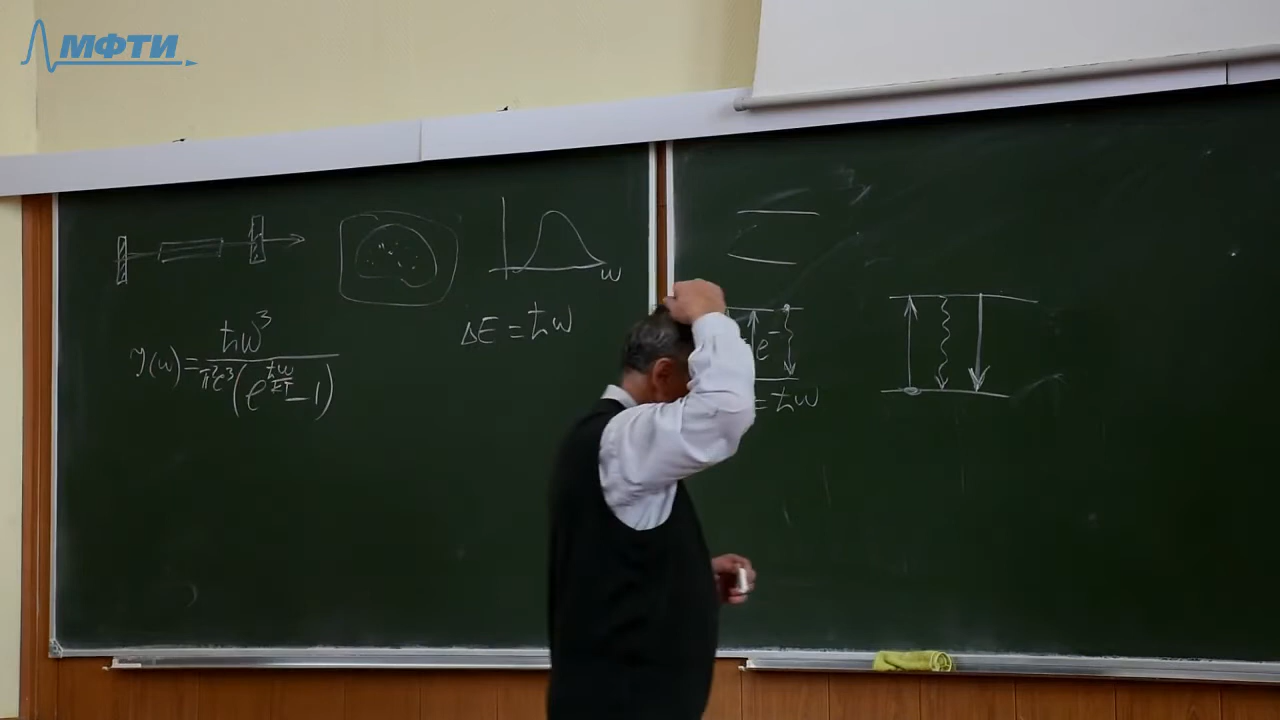 МФТИ
ω
ΔE = ħω
𝒥(ω) = ħω³ / π²c³(e^(ħω/kT) − 1)
e⁻
= ħω